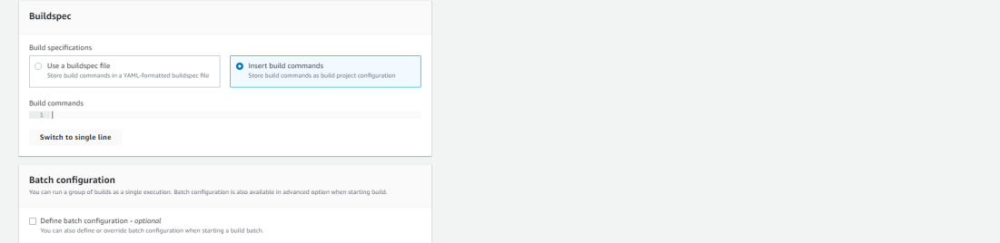 Buildspec
Build specifications
Use a buildspec file
Store build commands in a YAML-formatted buildspec file
Insert build commands
Store build commands as build project configuration
Build commands
1
Switch to single line
Batch configuration
You can run a group of builds as a single execution. Batch configuration is also available in advanced option when starting build.
Define batch configuration - optional
You can also define or override batch configuration when starting a build batch.